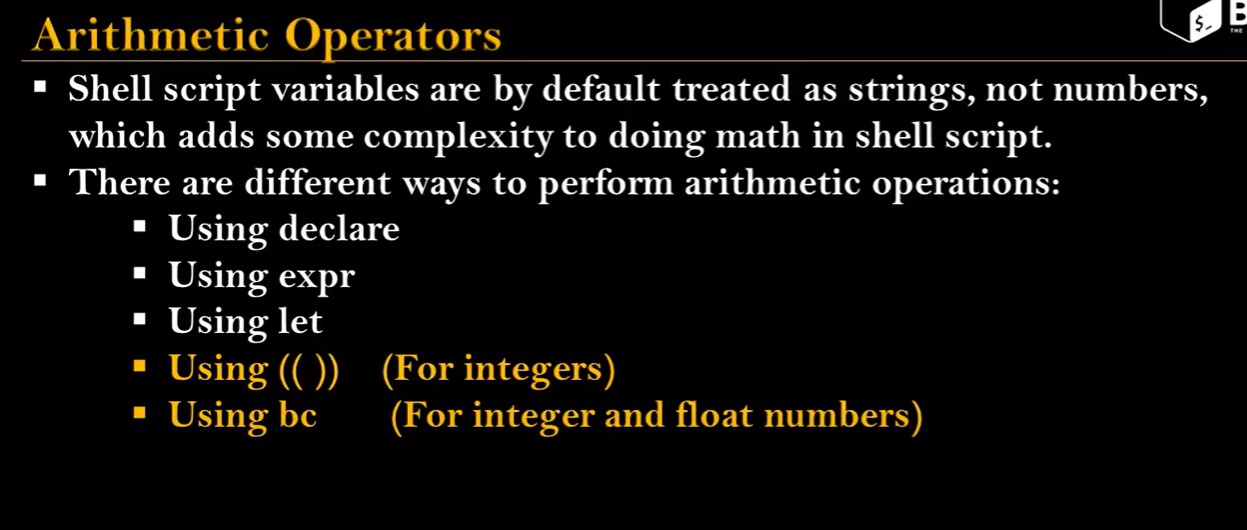 Arithmetic Operators
$_ B
THE
▪ Shell script variables are by default treated as strings, not numbers,
which adds some complexity to doing math in shell script.
▪ There are different ways to perform arithmetic operations:
▪ Using declare
▪ Using expr
▪ Using let
▪ Using (( )) (For integers)
▪ Using bc (For integer and float numbers)